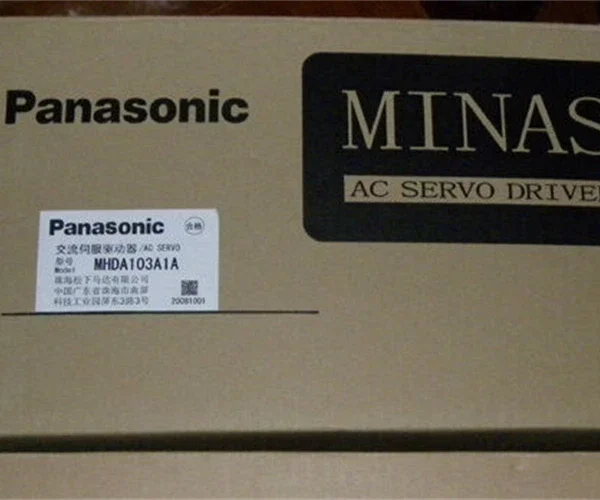 Panasonic
MINAS
AC SERVO DRIVE
Panasonic
合格
交流伺服驱动器/AC SERVO
型号
Model MHDA103A1A
珠海松下马达有限公司
中国广东省珠海市南屏
科技工业园屏东3路3号
20081001